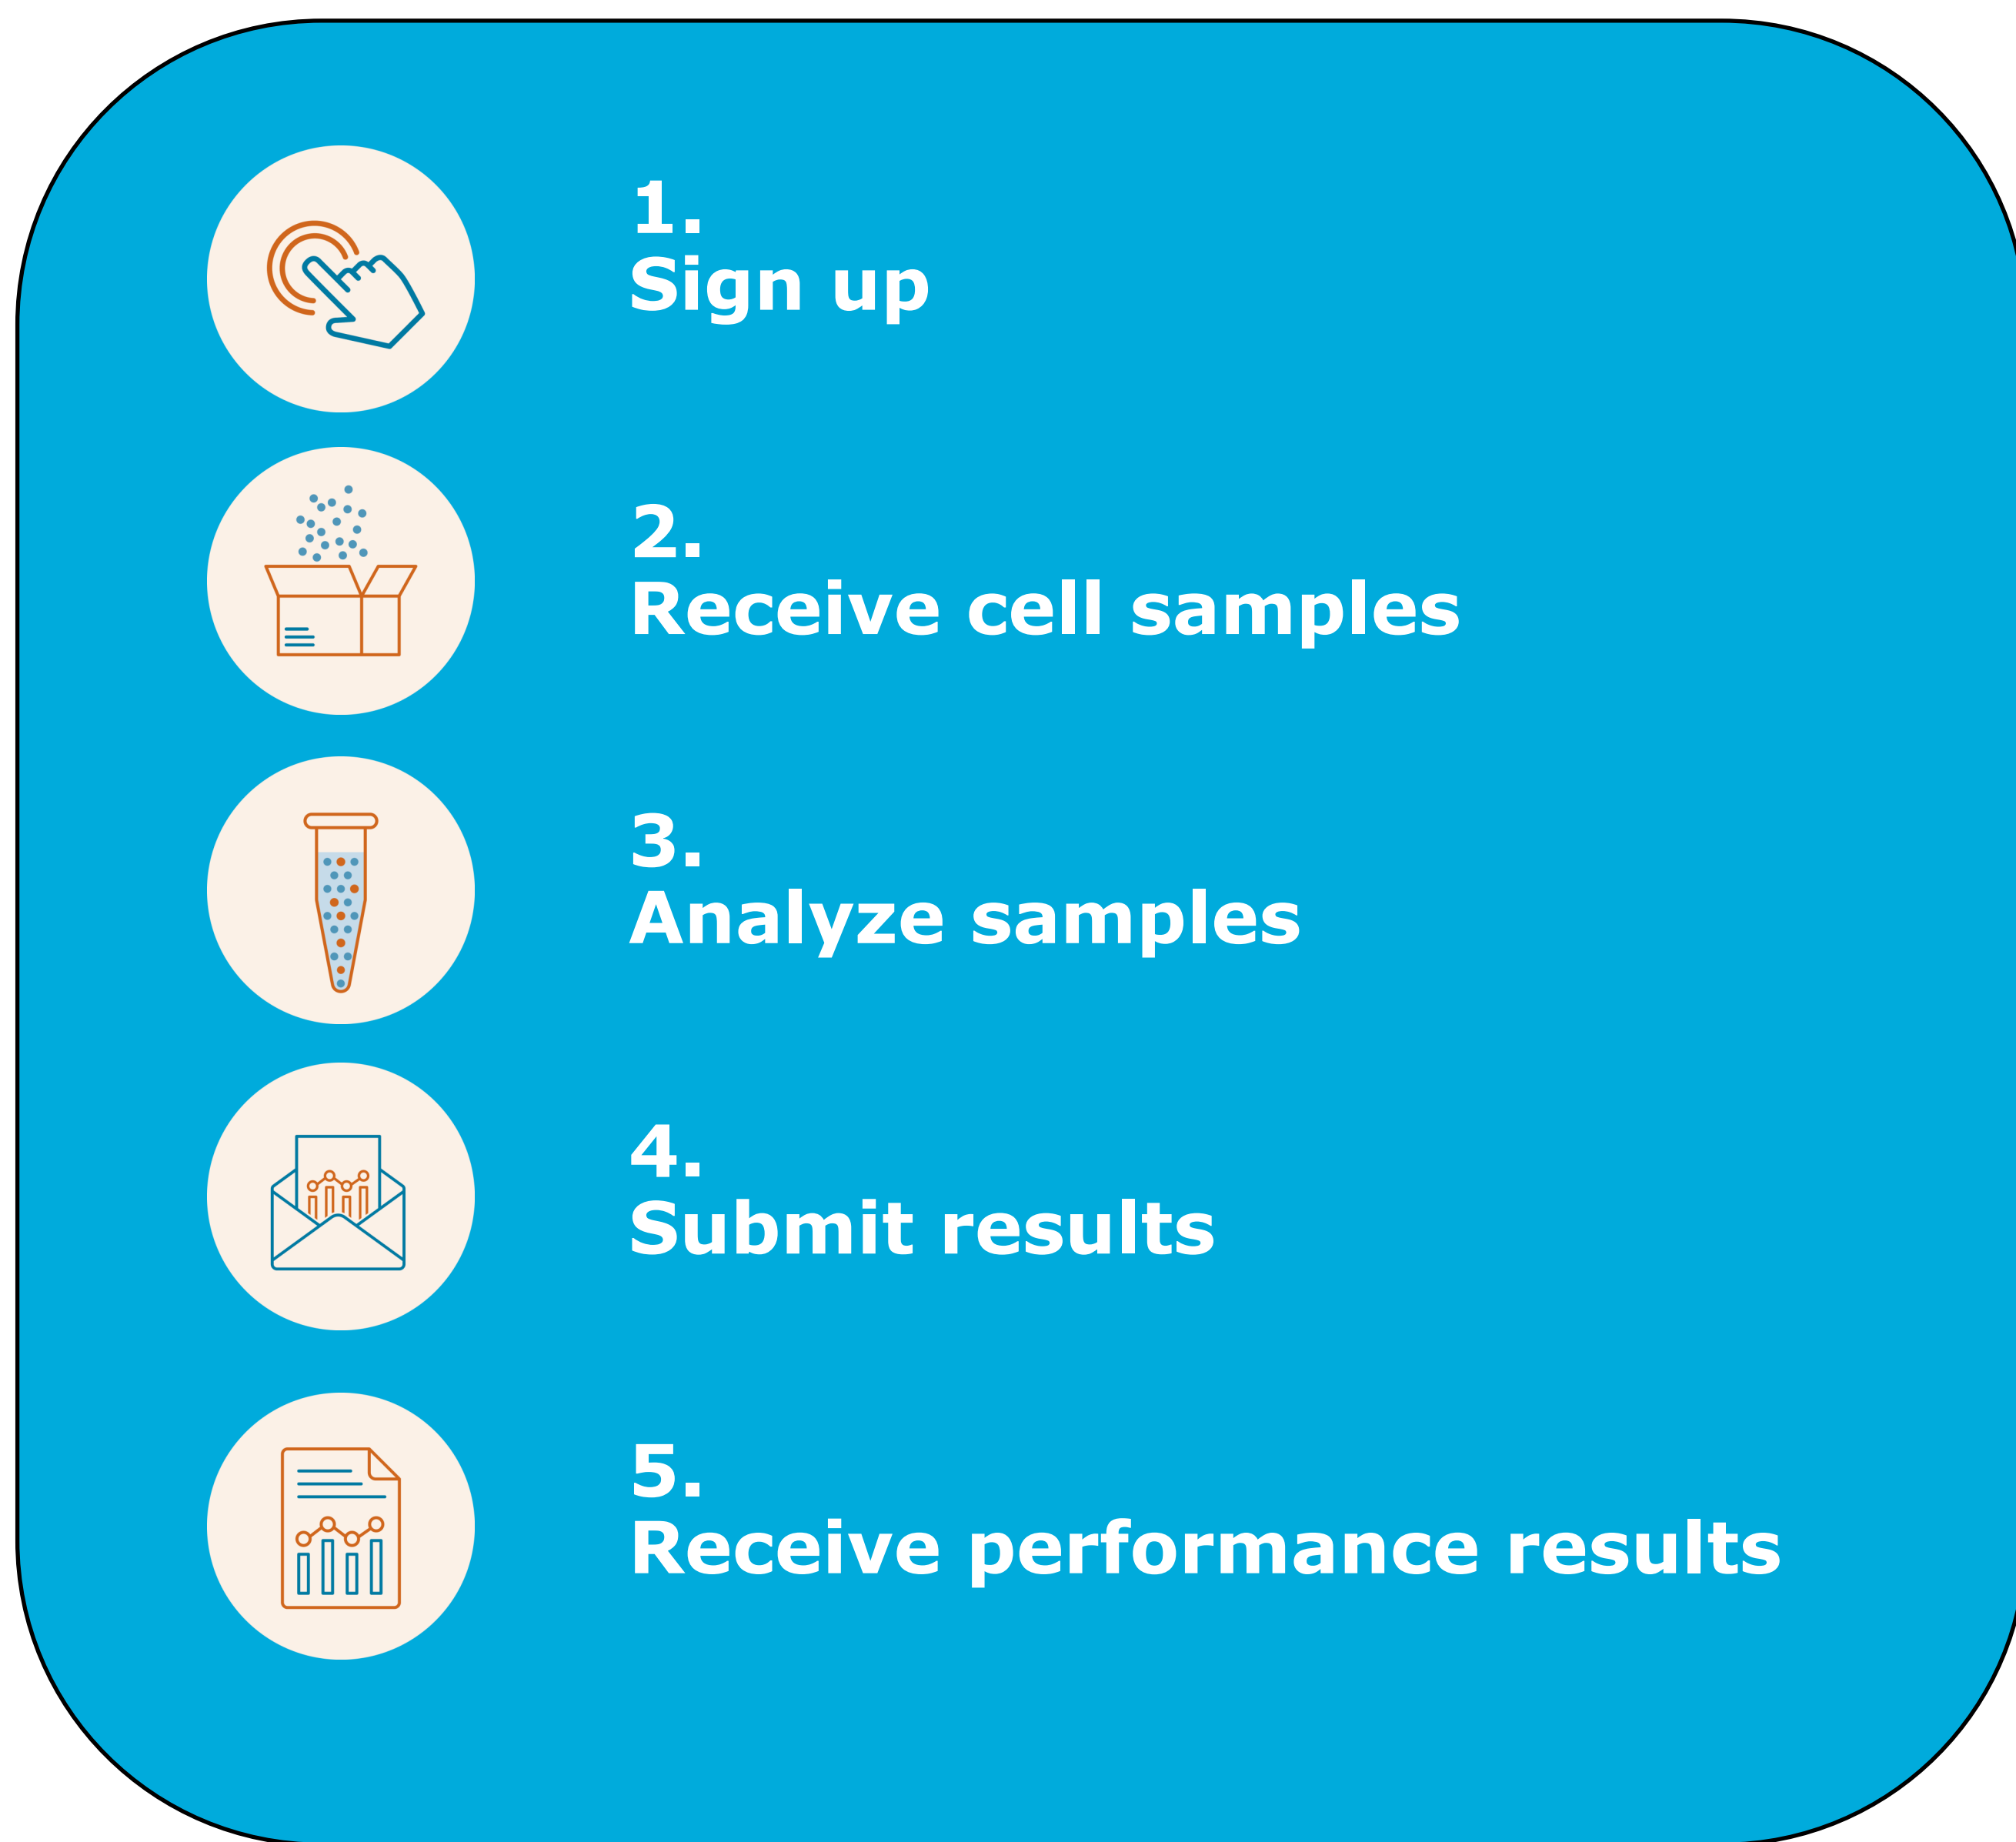 1.
Sign up
2.
Receive cell samples
3.
Analyze samples
4.
Submit results
5.
Receive performance results